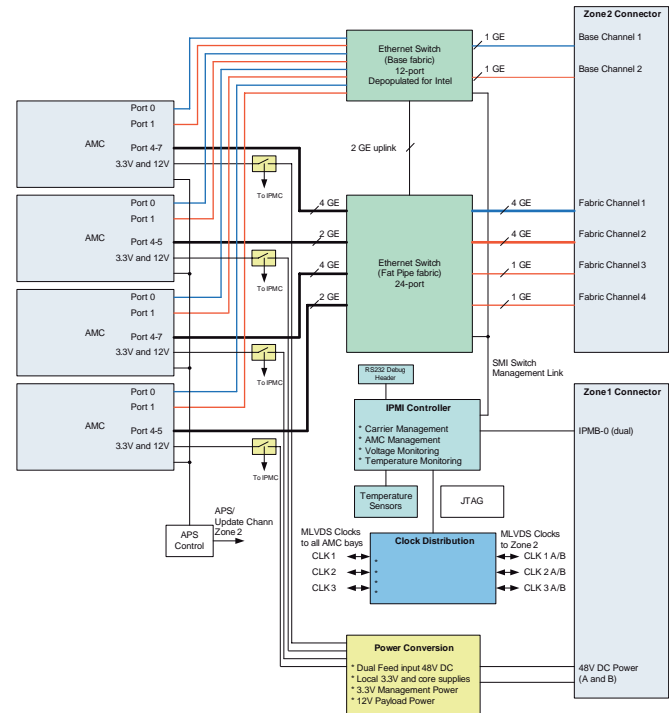 Zone 2 Connector
1 GE
Base Channel 1
1 GE
Base Channel 2
Ethernet Switch
(Base fabric)
12-port
Depopulated for Intel
2 GE uplink
AMC
Port 0
Port 1
Port 4-7
3.3V and 12V
To IPMC
AMC
Port 0
Port 1
Port 4-5
3.3V and 12V
To IPMC
AMC
Port 0
Port 1
Port 4-7
3.3V and 12V
To IPMC
AMC
Port 0
Port 1
Port 4-5
3.3V and 12V
To IPMC
4 GE
2 GE
4 GE
2 GE
Ethernet Switch
(Fat Pipe fabric)
24-port
4 GE
Fabric Channel 1
4 GE
Fabric Channel 2
1 GE
Fabric Channel 3
1 GE
Fabric Channel 4
SMI Switch
Management Link
RS232 Debug
Header
IPMI Controller
* Carrier Management
* AMC Management
* Voltage Monitoring
* Temperature Monitoring
Zone 1 Connector
IPMB-0 (dual)
Temperature
Sensors
JTAG
APS
Control
APS/
Update Chann
Zone 2
MLVDS Clocks
to all AMC bays
CLK 1
CLK 2
CLK 3
Clock Distribution
*
*
*
*
MLVDS Clocks
to Zone 2
CLK 1 A/B
CLK 2 A/B
CLK 3 A/B
Power Conversion
* Dual Feed input 48V DC
* Local 3.3V and core supplies
* 3.3V Management Power
* 12V Payload Power
48V DC Power
(A and B)